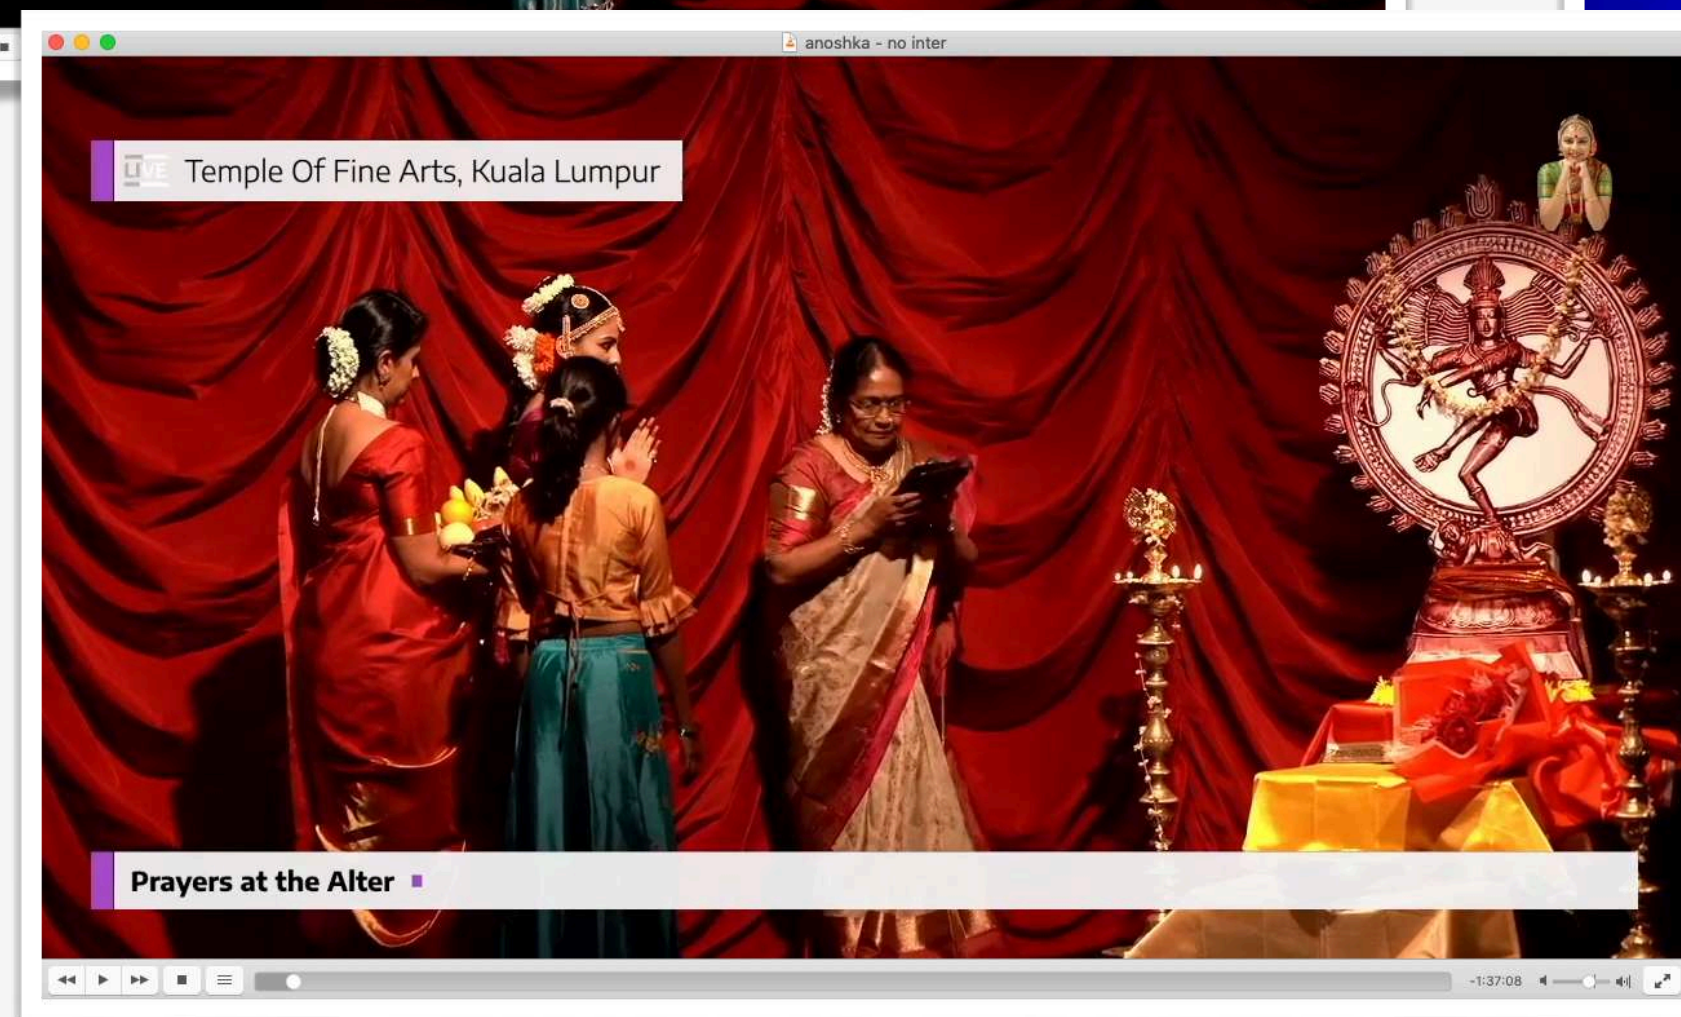 anoshka - no inter
LIVE Temple Of Fine Arts, Kuala Lumpur
Prayers at the Alter
-1:37:08